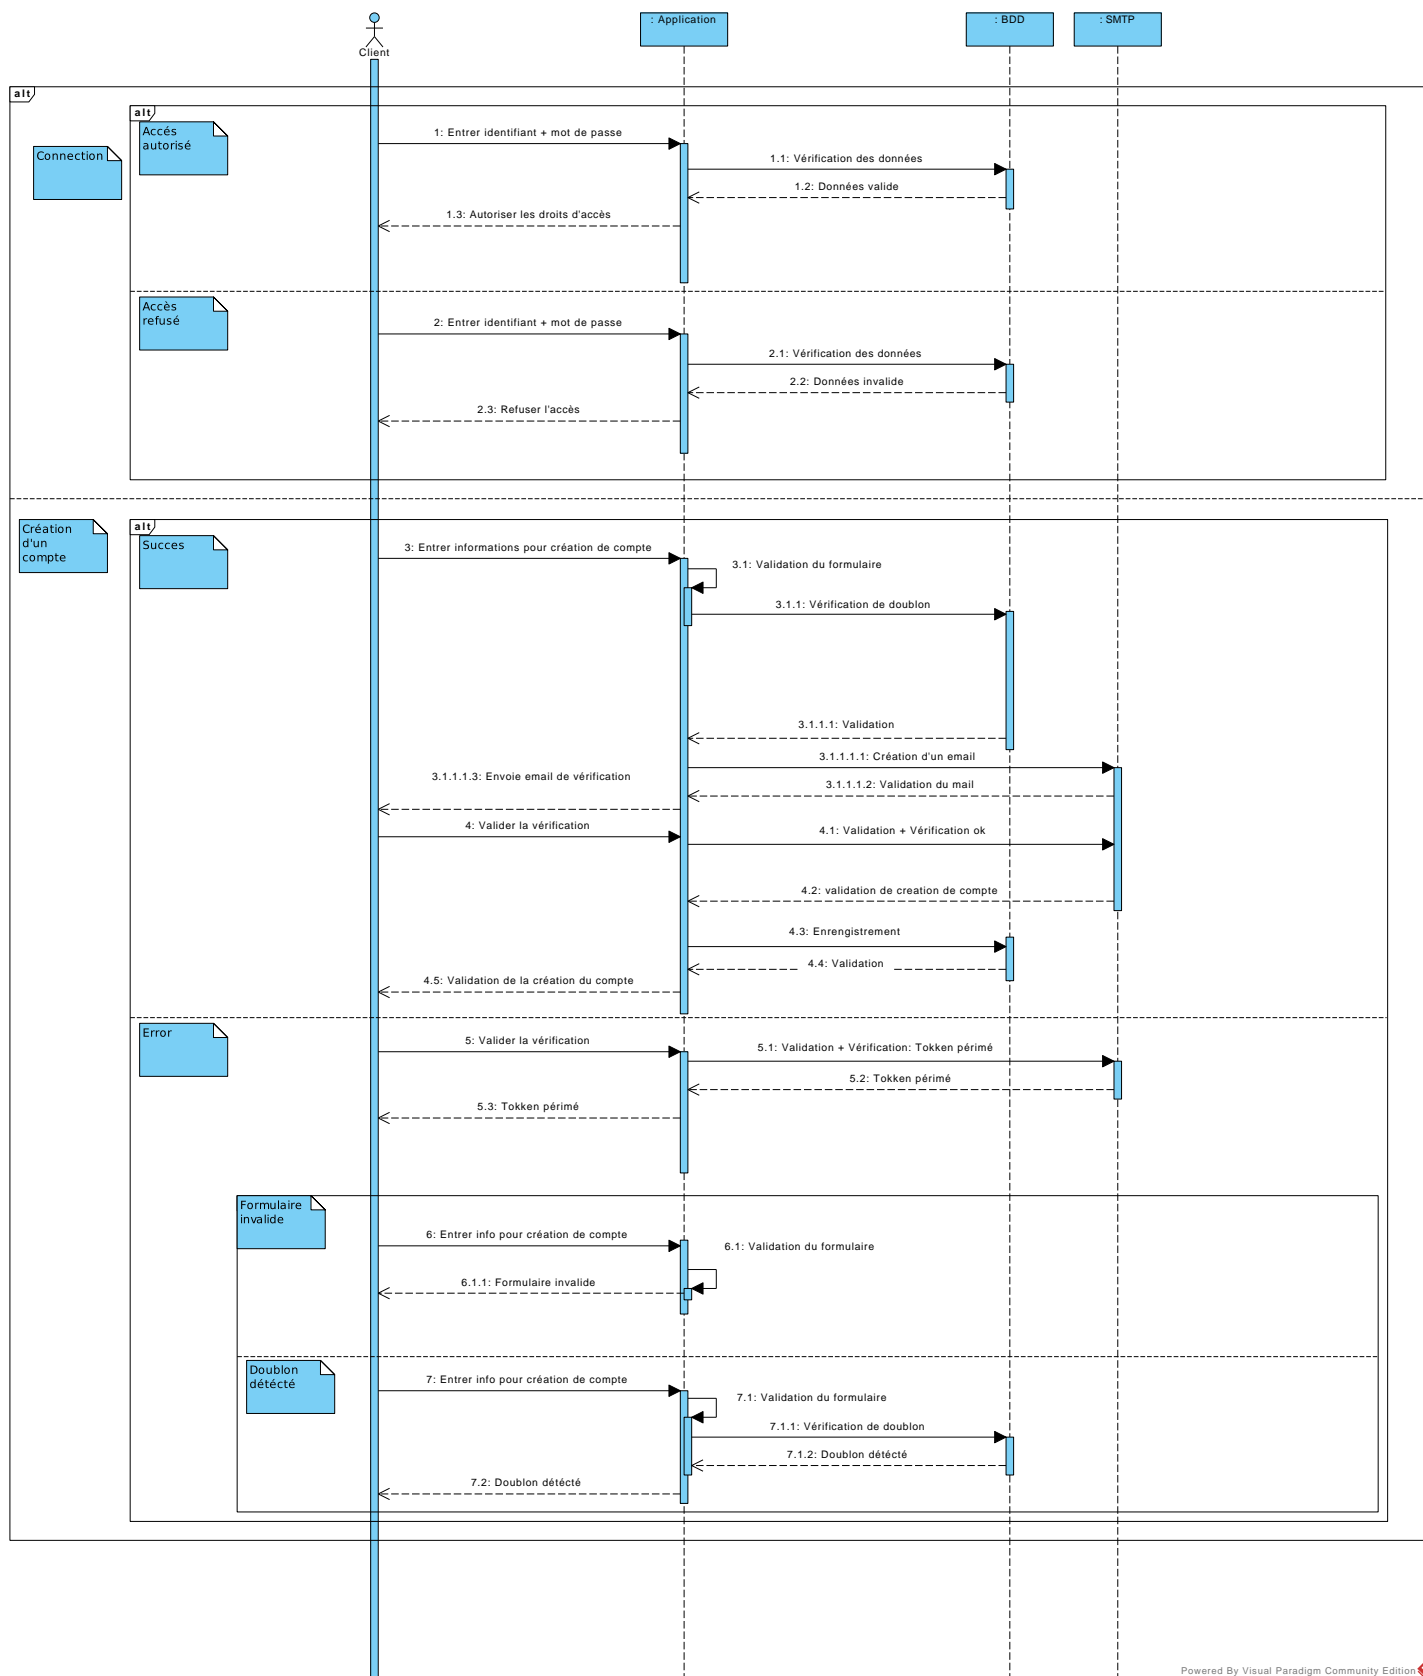 Client
: Application
: BDD
: SMTP
alt
alt
Accés
autorisé
Connection
1: Entrer identifiant + mot de passe
1.1: Vérification des données
1.2: Données valide
1.3: Autoriser les droits d'accès
Accès
refusé
2: Entrer identifiant + mot de passe
2.1: Vérification des données
2.2: Données invalide
2.3: Refuser l'accès
Création
d'un
compte
alt
Succes
3: Entrer informations pour création de compte
3.1: Validation du formulaire
3.1.1: Vérification de doublon
3.1.1.1: Validation
3.1.1.1.1: Création d'un email
3.1.1.1.3: Envoie email de vérification
3.1.1.1.2: Validation du mail
4: Valider la vérification
4.1: Validation + Vérification ok
4.2: validation de creation de compte
4.3: Enrengistrement
4.4: Validation
4.5: Validation de la création du compte
Error
5: Valider la vérification
5.1: Validation + Vérification: Tokken périmé
5.2: Tokken périmé
5.3: Tokken périmé
Formulaire
invalide
6: Entrer info pour création de compte
6.1: Validation du formulaire
6.1.1: Formulaire invalide
Doublon
détécté
7: Entrer info pour création de compte
7.1: Validation du formulaire
7.1.1: Vérification de doublon
7.1.2: Doublon détécté
7.2: Doublon détécté
Powered By Visual Paradigm Community Edition